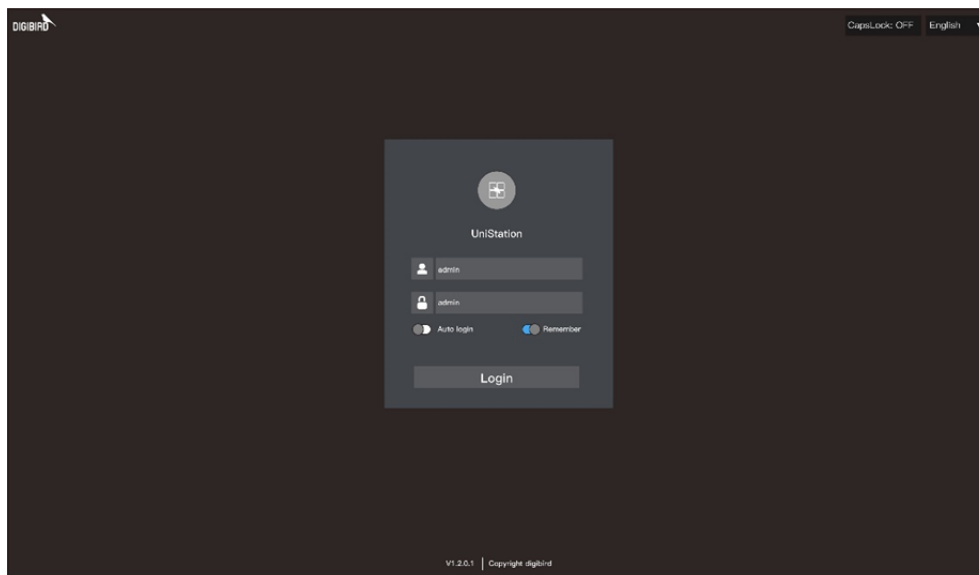 DIGIBIRD
CapsLock: OFF English
UniStation
admin
admin
Auto login Remember
Login
V1.2.0.1 Copyright digibird